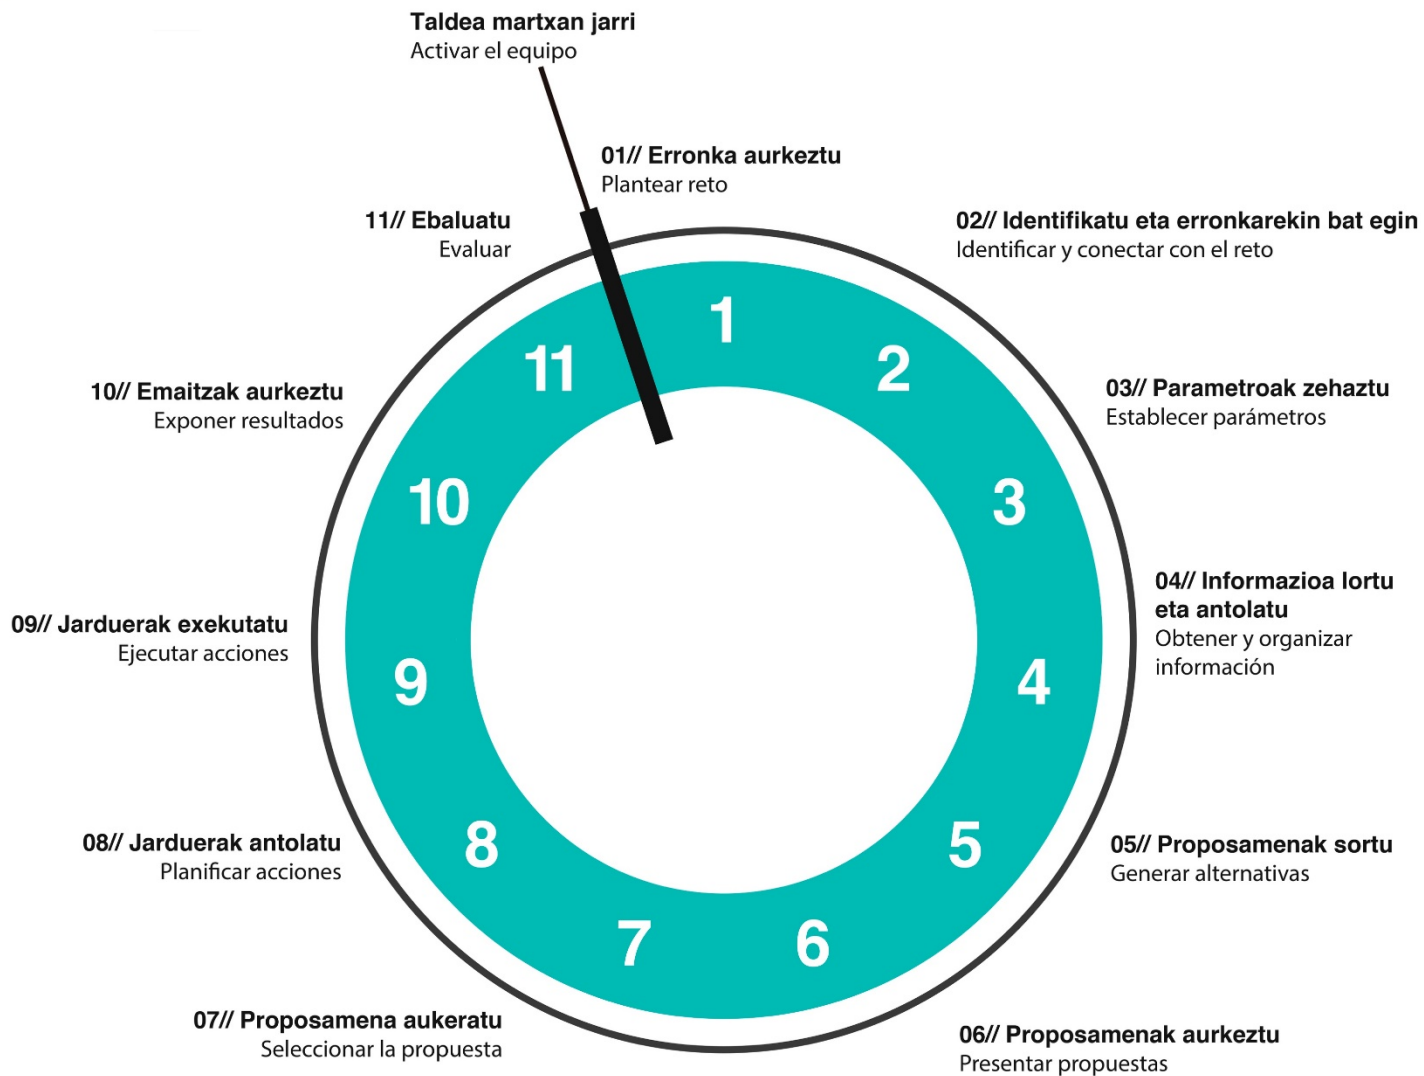 Taldea martxan jarri
Activar el equipo
01// Erronka aurkeztu
Plantear reto
02// Identifikatu eta erronkarekin bat egin
Identificar y conectar con el reto
03// Parametroak zehaztu
Establecer parámetros
04// Informazioa lortu
eta antolatu
Obtener y organizar
información
05// Proposamenak sortu
Generar alternativas
06// Proposamenak aurkeztu
Presentar propuestas
07// Proposamena aukeratu
Seleccionar la propuesta
08// Jarduerak antolatu
Planificar acciones
09// Jarduerak exekutatu
Ejecutar acciones
10// Emaitzak aurkeztu
Exponer resultados
11// Ebaluatu
Evaluar
1
2
3
4
5
6
7
8
9
10
11